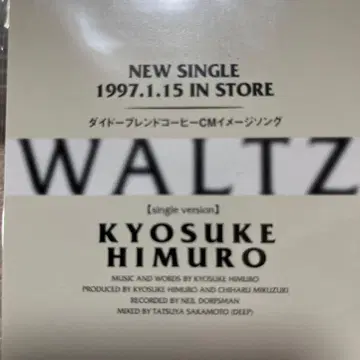 NEW SINGLE
1997.1.15 IN STORE
ダイドーブレンドコーヒーCMイメージソング
WALTZ
【single version】
KYOSUKE
HIMURO
MUSIC AND WORDS BY KYOSUKE HIMURO
PRODUCED BY KYOSUKE HIMURO AND CHIHARU MIKUZUKI
RECORDED BY NEIL DORFSMAN
MIXED BY TATSUYA SAKAMOTO (DEEP)